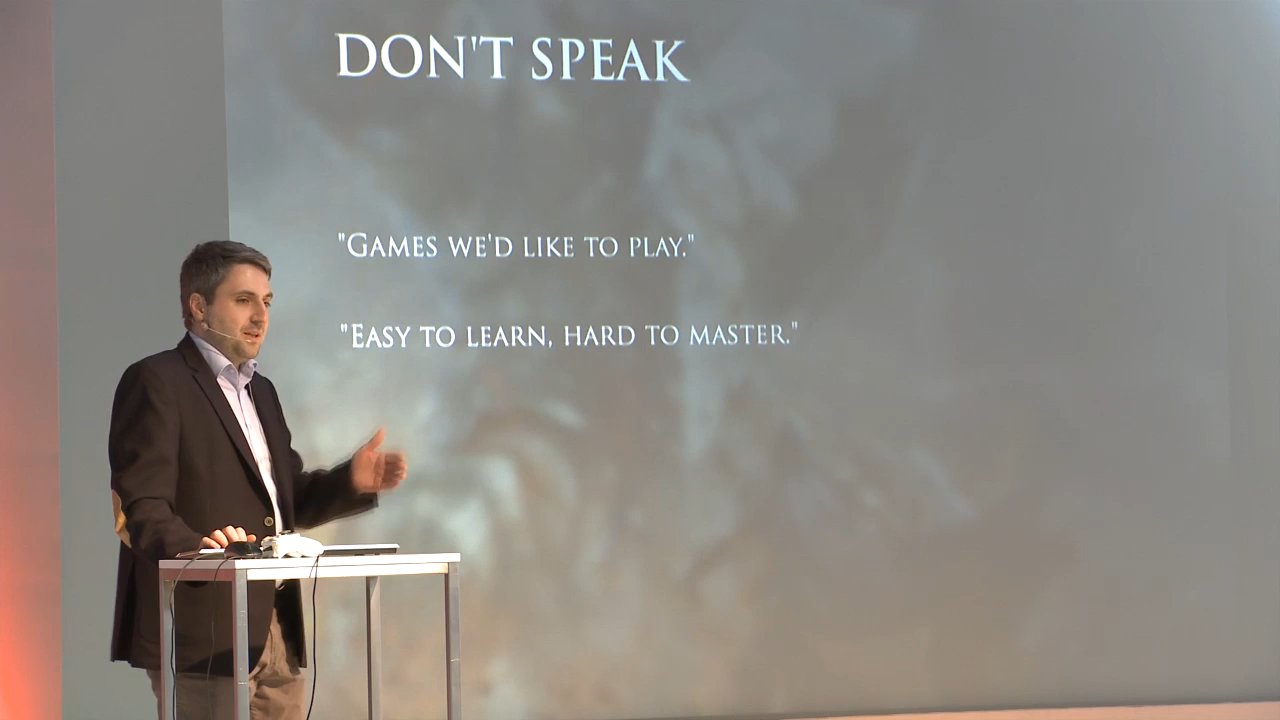 DON'T SPEAK
"GAMES WE'D LIKE TO PLAY."
"EASY TO LEARN, HARD TO MASTER."